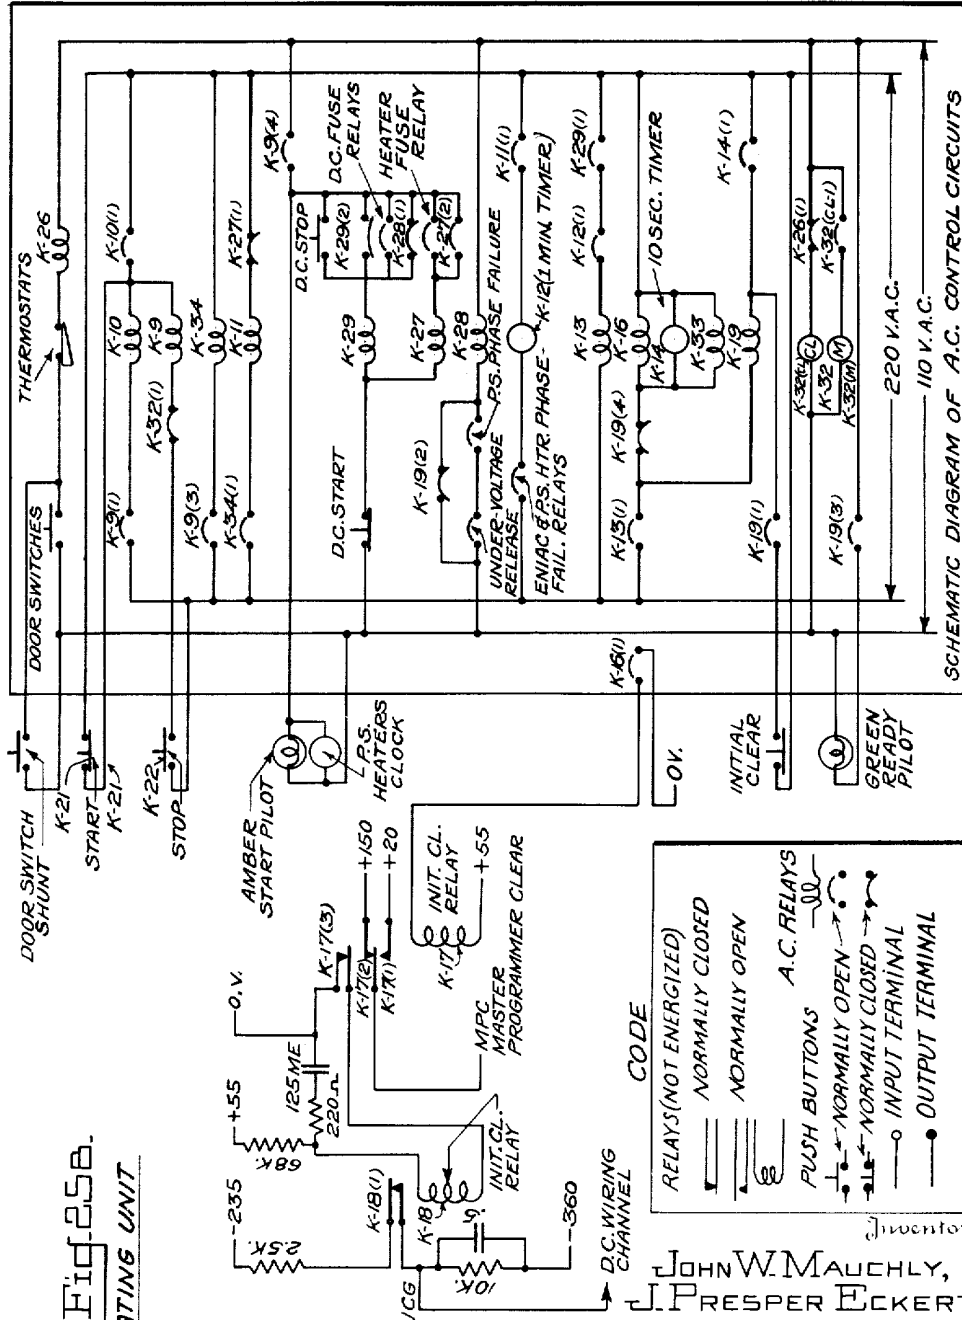 Fig. 25B.
ATING UNIT
THERMOSTATS
K-26
DOOR SWITCHES
DOOR SWITCH
SHUNT
K-21
START
K-21
K-22
STOP
K-10(1)
K-10
K-9
K-9(1)
K-32(1)
K-34
K-9(3)
K-27(1)
K-11
K-34(1)
K-9(4)
D.C. STOP
K-29(2)
D.C. FUSE
RELAYS
K-28(1)
HEATER
FUSE
RELAY
K-27(2)
K-29
K-27
K-28
D.C. START
K-19(2)
P.S. PHASE FAILURE
UNDER-VOLTAGE
RELEASE
K-11(1)
K-12(1 MIN. TIMER)
ENIAC & P.S. HTR. PHASE-
FAIL. RELAYS
K-29(1)
K-12(1)
K-13
10 SEC. TIMER
K-16
K-14
K-33
K-19
K-14(1)
K-19(4)
K-13(1)
K-19(1)
K-26(1)
K-32(CL-1)
K-32(CL)
CL
K-32
M
K-32(M)
K-19(3)
220 V.A.C.
110 V.A.C.
SCHEMATIC DIAGRAM OF A.C. CONTROL CIRCUITS
AMBER
START PILOT
P.S.
HEATERS
CLOCK
K-16(1)
0V.
INITIAL
CLEAR
GREEN
READY
PILOT
0.V.
+55
-235
125ME
220Ω
68K.
2.5K.
K-17(3)
K-17(2)
K-17(1)
+150
+20
K-17
INIT. CL.
RELAY
+55
MPC
MASTER
PROGRAMMER CLEAR
K-18(1)
K-18
INIT. CL.
RELAY
.5
10K.
-360
ICG
D.C. WIRING
CHANNEL
CODE
RELAYS (NOT ENERGIZED)
NORMALLY CLOSED
NORMALLY OPEN
A.C. RELAYS
PUSH BUTTONS
NORMALLY OPEN
NORMALLY CLOSED
INPUT TERMINAL
OUTPUT TERMINAL
Inventor
JOHN W. MAUCHLY,
J. PRESPER ECKERT